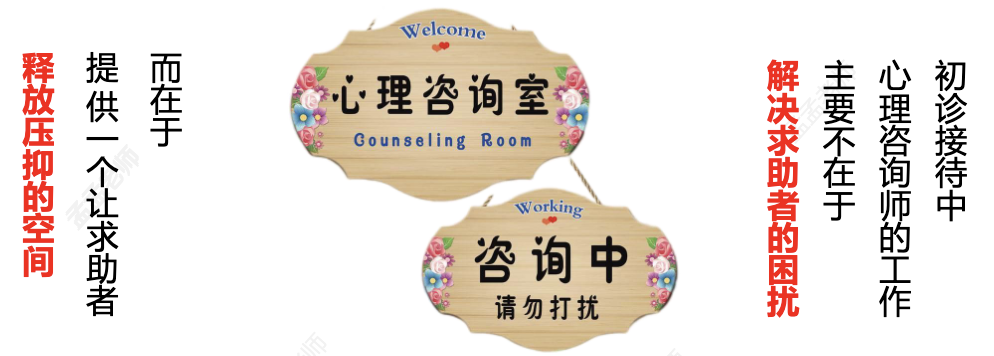 初诊接待中
心理咨询师的工作
主要不在于
解决求助者的困扰
Welcome
心理咨询室
Counseling Room
Working
咨询中
请勿打扰
而在于
提供一个让求助者
释放压抑的空间